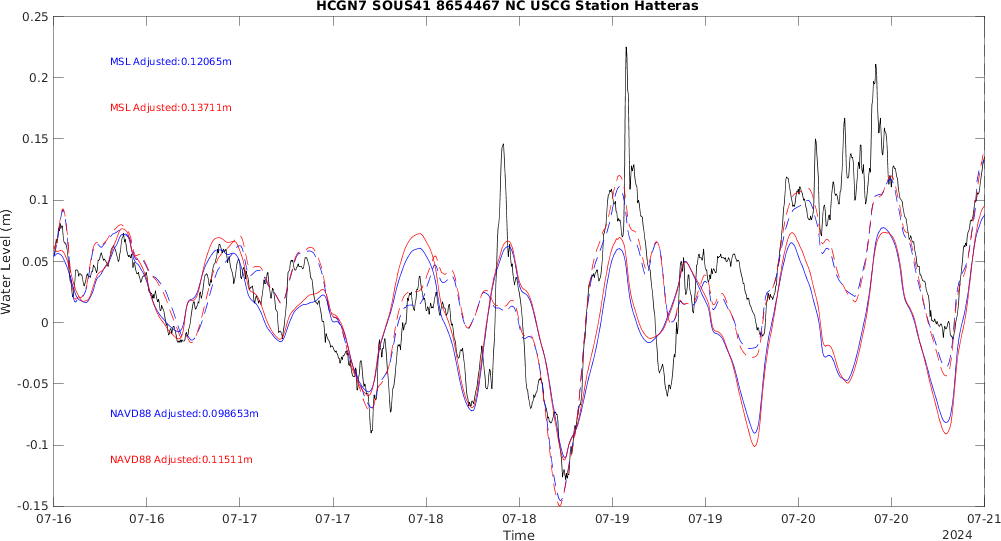 HCGN7 SOUS41 8654467 NC USCG Station Hatteras
0.25
0.2
0.15
0.1
0.05
0
-0.05
-0.1
-0.15
Water Level (m)
MSL Adjusted:0.12065m
MSL Adjusted:0.13711m
NAVD88 Adjusted:0.098653m
NAVD88 Adjusted:0.11511m
07-16 07-16 07-17 07-17 07-18 07-18 07-19 07-19 07-20 07-20 07-21
Time
2024